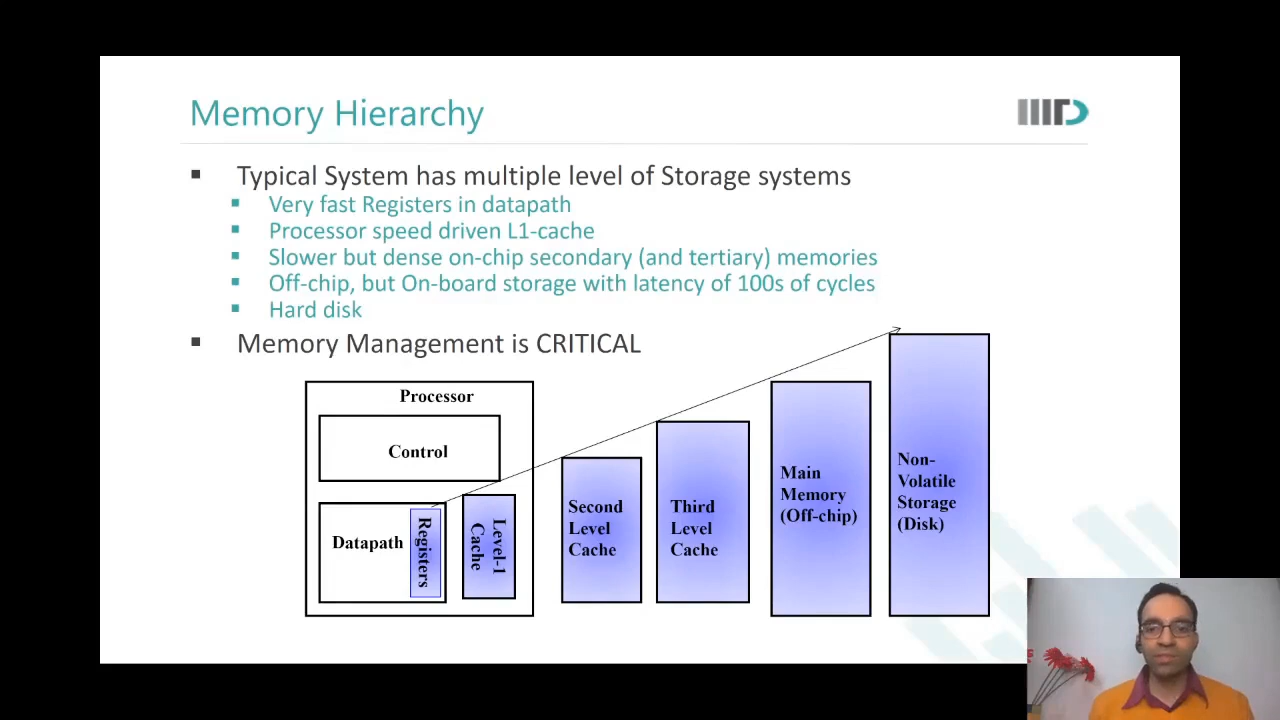 Memory Hierarchy
IIITD
Typical System has multiple level of Storage systems
Very fast Registers in datapath
Processor speed driven L1-cache
Slower but dense on-chip secondary (and tertiary) memories
Off-chip, but On-board storage with latency of 100s of cycles
Hard disk
Memory Management is CRITICAL
Processor
Control
Datapath
Registers
Level-1
Cache
Second
Level
Cache
Third
Level
Cache
Main
Memory
(Off-chip)
Non-
Volatile
Storage
(Disk)